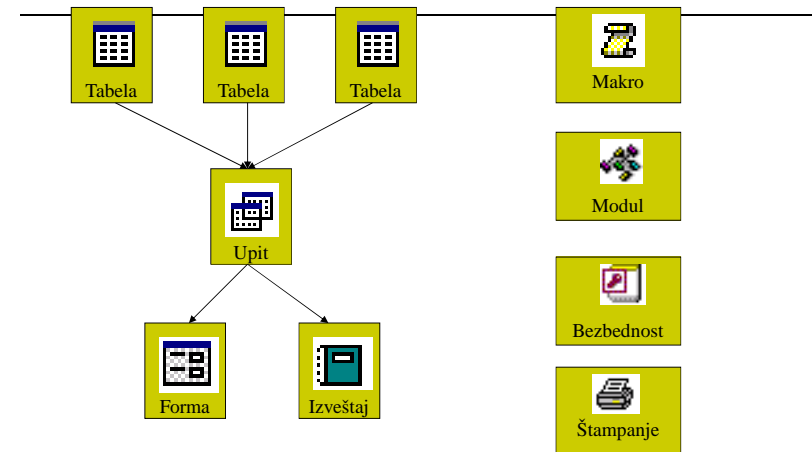 Tabela
Tabela
Tabela
Makro
Upit
Modul
Forma
Izveštaj
Bezbednost
Štampanje